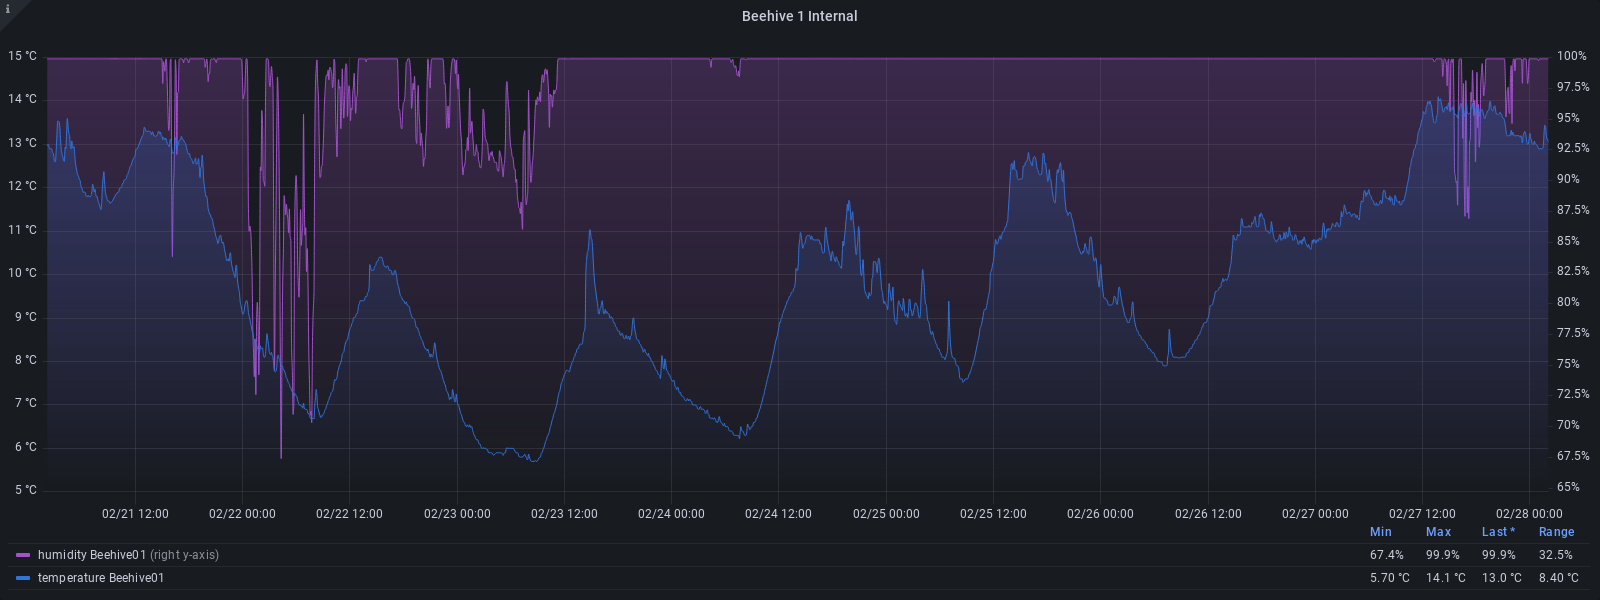 i
Beehive 1 Internal
15 °C 100%
14 °C 97.5%
13 °C 95%
12 °C 92.5%
11 °C 90%
10 °C 87.5%
9 °C 85%
8 °C 82.5%
7 °C 80%
6 °C 77.5%
5 °C 75%
72.5%
70%
67.5%
65%
02/21 12:00 02/22 00:00 02/22 12:00 02/23 00:00 02/23 12:00 02/24 00:00 02/24 12:00 02/25 00:00 02/25 12:00 02/26 00:00 02/26 12:00 02/27 00:00 02/27 12:00 02/28 00:00
Min Max Last * Range
humidity Beehive01 (right y-axis) 67.4% 99.9% 99.9% 32.5%
temperature Beehive01 5.70 °C 14.1 °C 13.0 °C 8.40 °C